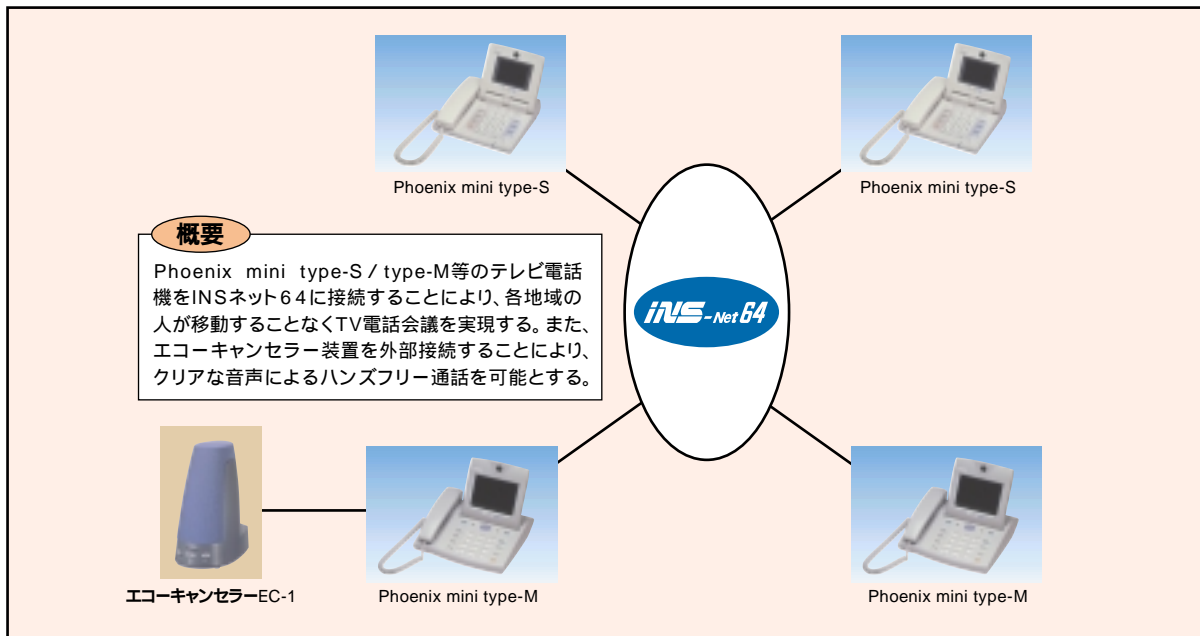 Phoenix mini type-S
Phoenix mini type-S
概要
Phoenix mini type-S / type-M等のテレビ電話
機をINSネット64に接続することにより、各地域の
人が移動することなくTV電話会議を実現する。また、
エコーキャンセラー装置を外部接続することにより、
クリアな音声によるハンズフリー通話を可能とする。
INS-Net 64
エコーキャンセラーEC-1
Phoenix mini type-M
Phoenix mini type-M